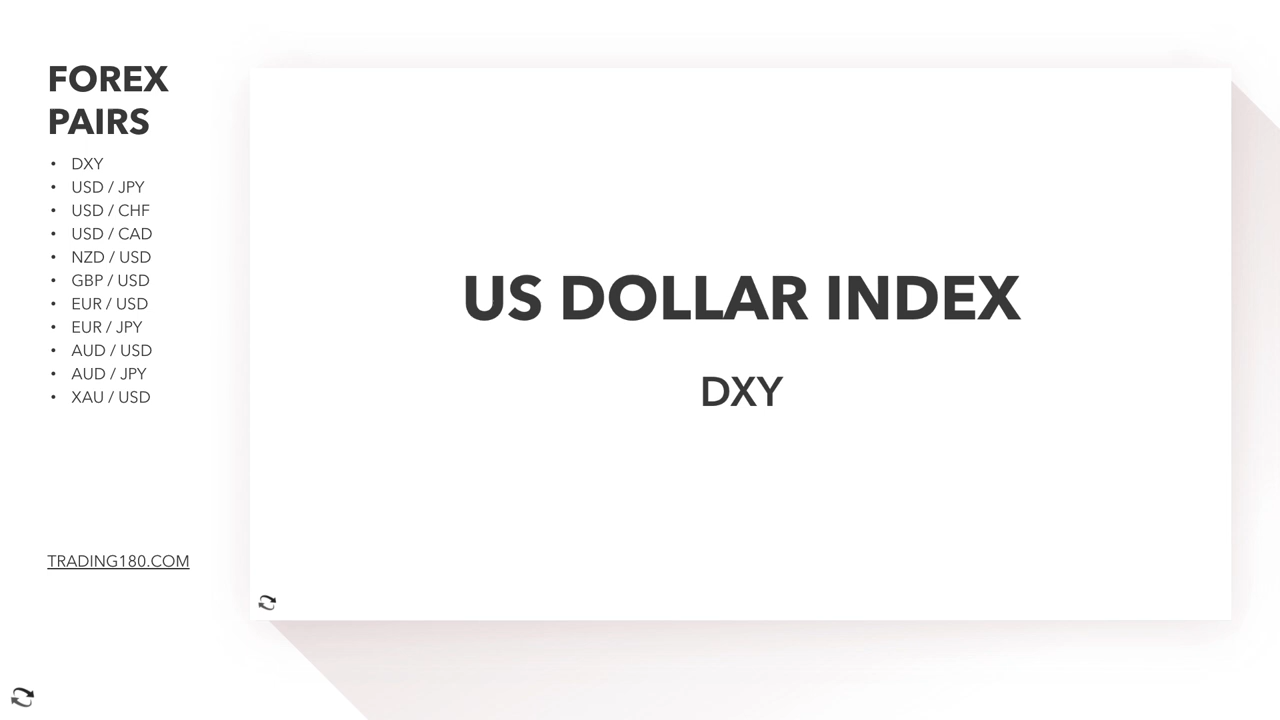 FOREX
PAIRS
• DXY
• USD / JPY
• USD / CHF
• USD / CAD
• NZD / USD
• GBP / USD
• EUR / USD
• EUR / JPY
• AUD / USD
• AUD / JPY
• XAU / USD
TRADING180.COM
US DOLLAR INDEX
DXY